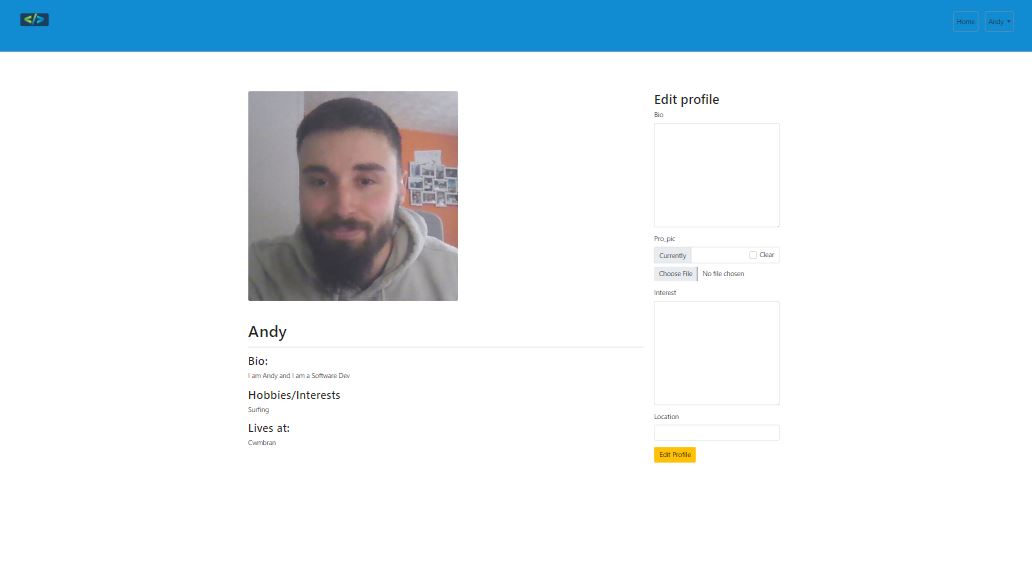 </>
Home
Andy
Andy
Bio:
I am Andy and I am a Software Dev
Hobbies/Interests
Surfing
Lives at:
Cwmbran
Edit profile
Bio
Pro_pic
Currently Clear
Choose File No file chosen
Interest
Location
Edit Profile